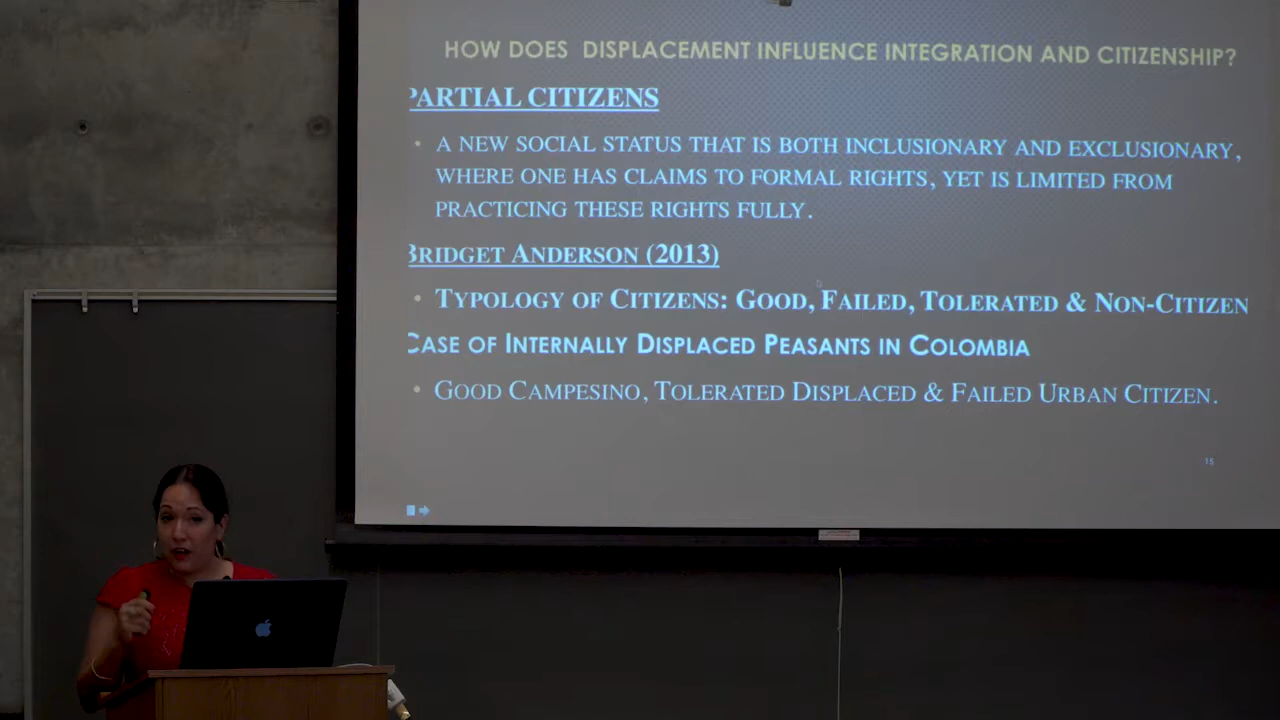 HOW DOES DISPLACEMENT INFLUENCE INTEGRATION AND CITIZENSHIP?
PARTIAL CITIZENS
• A NEW SOCIAL STATUS THAT IS BOTH INCLUSIONARY AND EXCLUSIONARY,
WHERE ONE HAS CLAIMS TO FORMAL RIGHTS, YET IS LIMITED FROM
PRACTICING THESE RIGHTS FULLY.
BRIDGET ANDERSON (2013)
• TYPOLOGY OF CITIZENS: GOOD, FAILED, TOLERATED & NON-CITIZEN
CASE OF INTERNALLY DISPLACED PEASANTS IN COLOMBIA
• GOOD CAMPESINO, TOLERATED DISPLACED & FAILED URBAN CITIZEN.
15